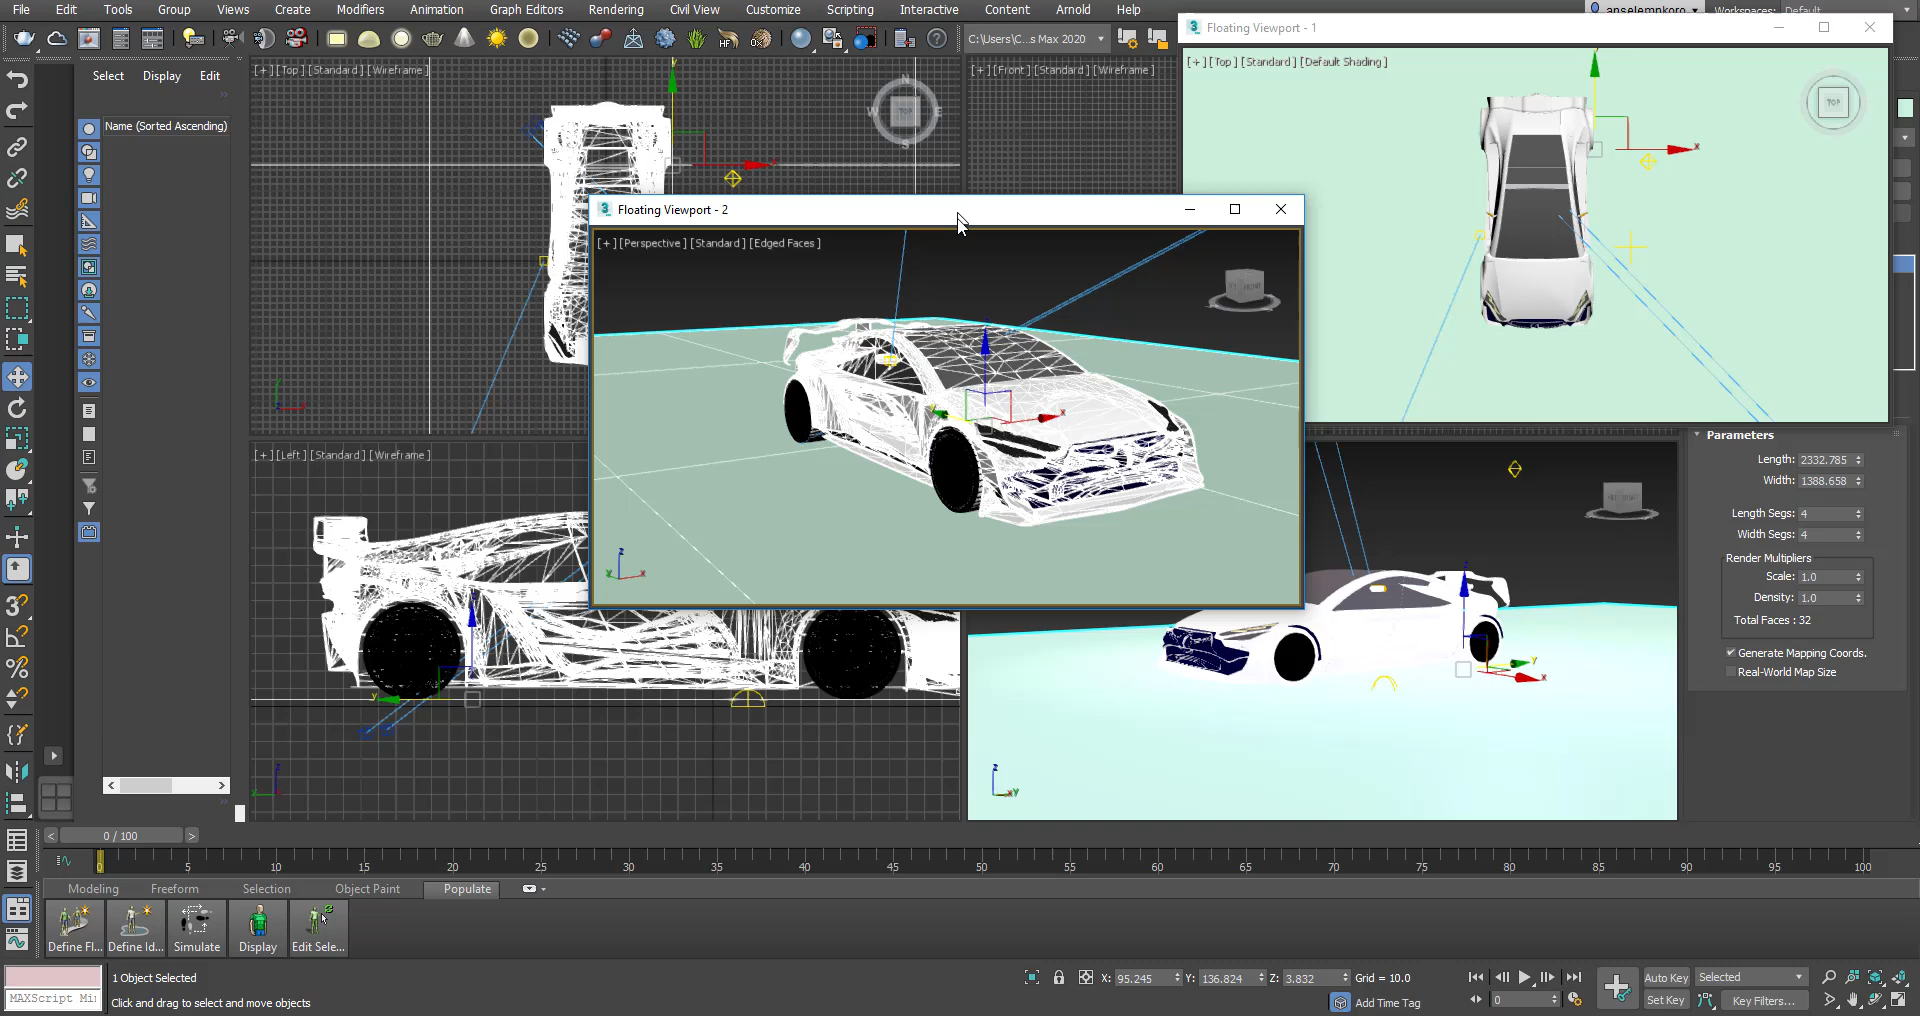 File Edit Tools Group Views Create Modifiers Animation Graph Editors Rendering Civil View Customize Scripting Interactive Content Arnold Help anselemnkoro Workspaces: Default
C:\Users\C...s Max 2020
Floating Viewport - 1
[+] [Top] [Standard] [Default Shading]
Select Display Edit
Name (Sorted Ascending)
[+] [Top] [Standard] [Wireframe]
[+] [Front] [Standard] [Wireframe]
N
W TOP E
S
TOP
x
Floating Viewport - 2
[+] [Perspective] [Standard] [Edged Faces]
FRONT
[+] [Left] [Standard] [Wireframe]
Parameters
Length: 2332.785
Width: 1388.658
Length Segs: 4
Width Segs: 4
Render Multipliers
Scale: 1.0
Density: 1.0
Total Faces : 32
Generate Mapping Coords.
Real-World Map Size
0 / 100
0 5 10 15 20 25 30 35 40 45 50 55 60 65 70 75 80 85 90 95 100
Modeling Freeform Selection Object Paint Populate
Define Fl... Define Id... Simulate Display Edit Sele...
1 Object Selected
X: 95.245 Y: 136.824 Z: 3.832 Grid = 10.0
Auto Key Selected
MAXScript Mi
Click and drag to select and move objects
Add Time Tag
0
Set Key Key Filters...